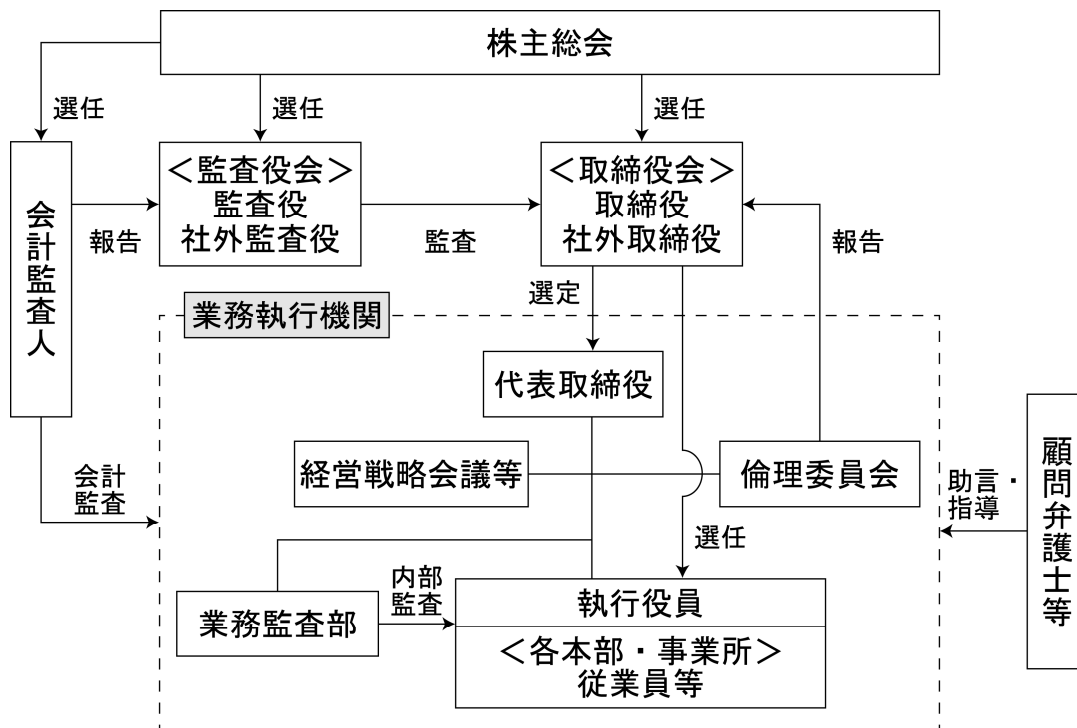 株主総会
選任
選任
選任
会計監査人
＜監査役会＞
監査役
社外監査役
＜取締役会＞
取締役
社外取締役
報告
監査
報告
選定
業務執行機関
代表取締役
経営戦略会議等
倫理委員会
会計
監査
助言・
指導
顧問弁護士等
選任
内部
監査
業務監査部
執行役員
＜各本部・事業所＞
従業員等